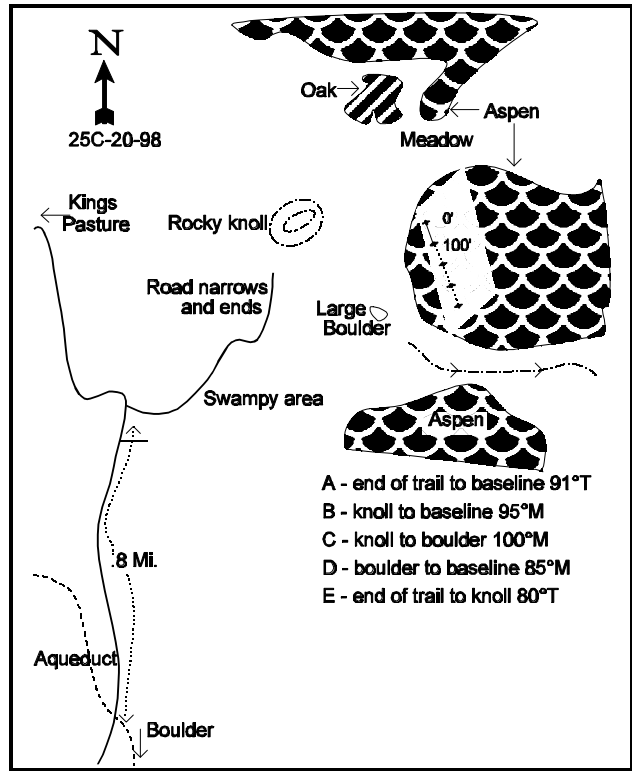 N
25C-20-98
Oak
Aspen
Meadow
Kings
Pasture
Rocky knoll
0'
100'
Road narrows
and ends
Large
Boulder
Swampy area
Aspen
A - end of trail to baseline 91°T
B - knoll to baseline 95°M
C - knoll to boulder 100°M
D - boulder to baseline 85°M
E - end of trail to knoll 80°T
.8 Mi.
Aqueduct
Boulder